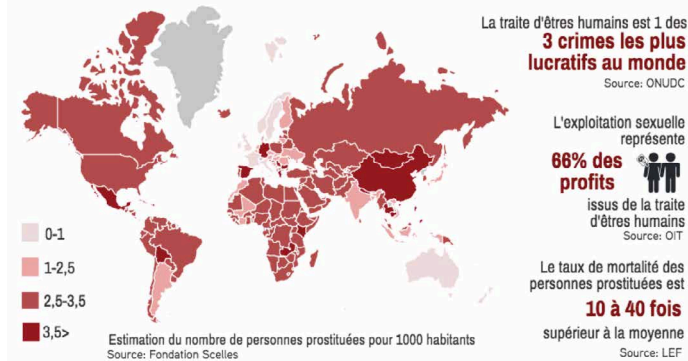 La traite d'êtres humains est 1 des
3 crimes les plus
lucratifs au monde
Source: ONUDC
L'exploitation sexuelle
représente
66% des
profits
issus de la traite
d'êtres humains
Source: OIT
Le taux de mortalité des
personnes prostituées est
10 à 40 fois
supérieur à la moyenne
Source: LEF
0-1
1-2,5
2,5-3,5
3,5>
Estimation du nombre de personnes prostituées pour 1000 habitants
Source: Fondation Scelles